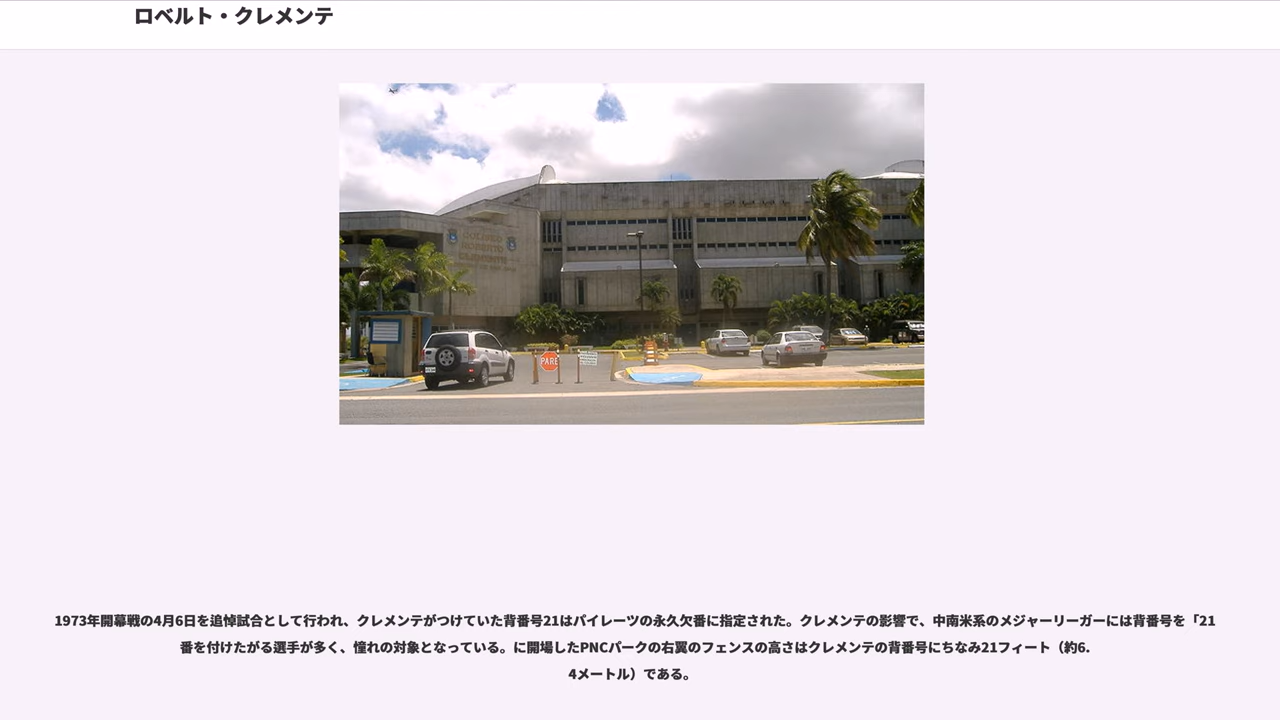 ロベルト・クレメンテ
COLISEO
ROBERTO
CLEMENTE
PARE
1973年開幕戦の4月6日を追悼試合として行われ、クレメンテがつけていた背番号21はパイレーツの永久欠番に指定された。クレメンテの影響で、中南米系のメジャーリーガーには背番号を「21
番を付けたがる選手が多く、憧れの対象となっている。に開場したPNCパークの右翼のフェンスの高さはクレメンテの背番号にちなみ21フィート（約6.
4メートル）である。